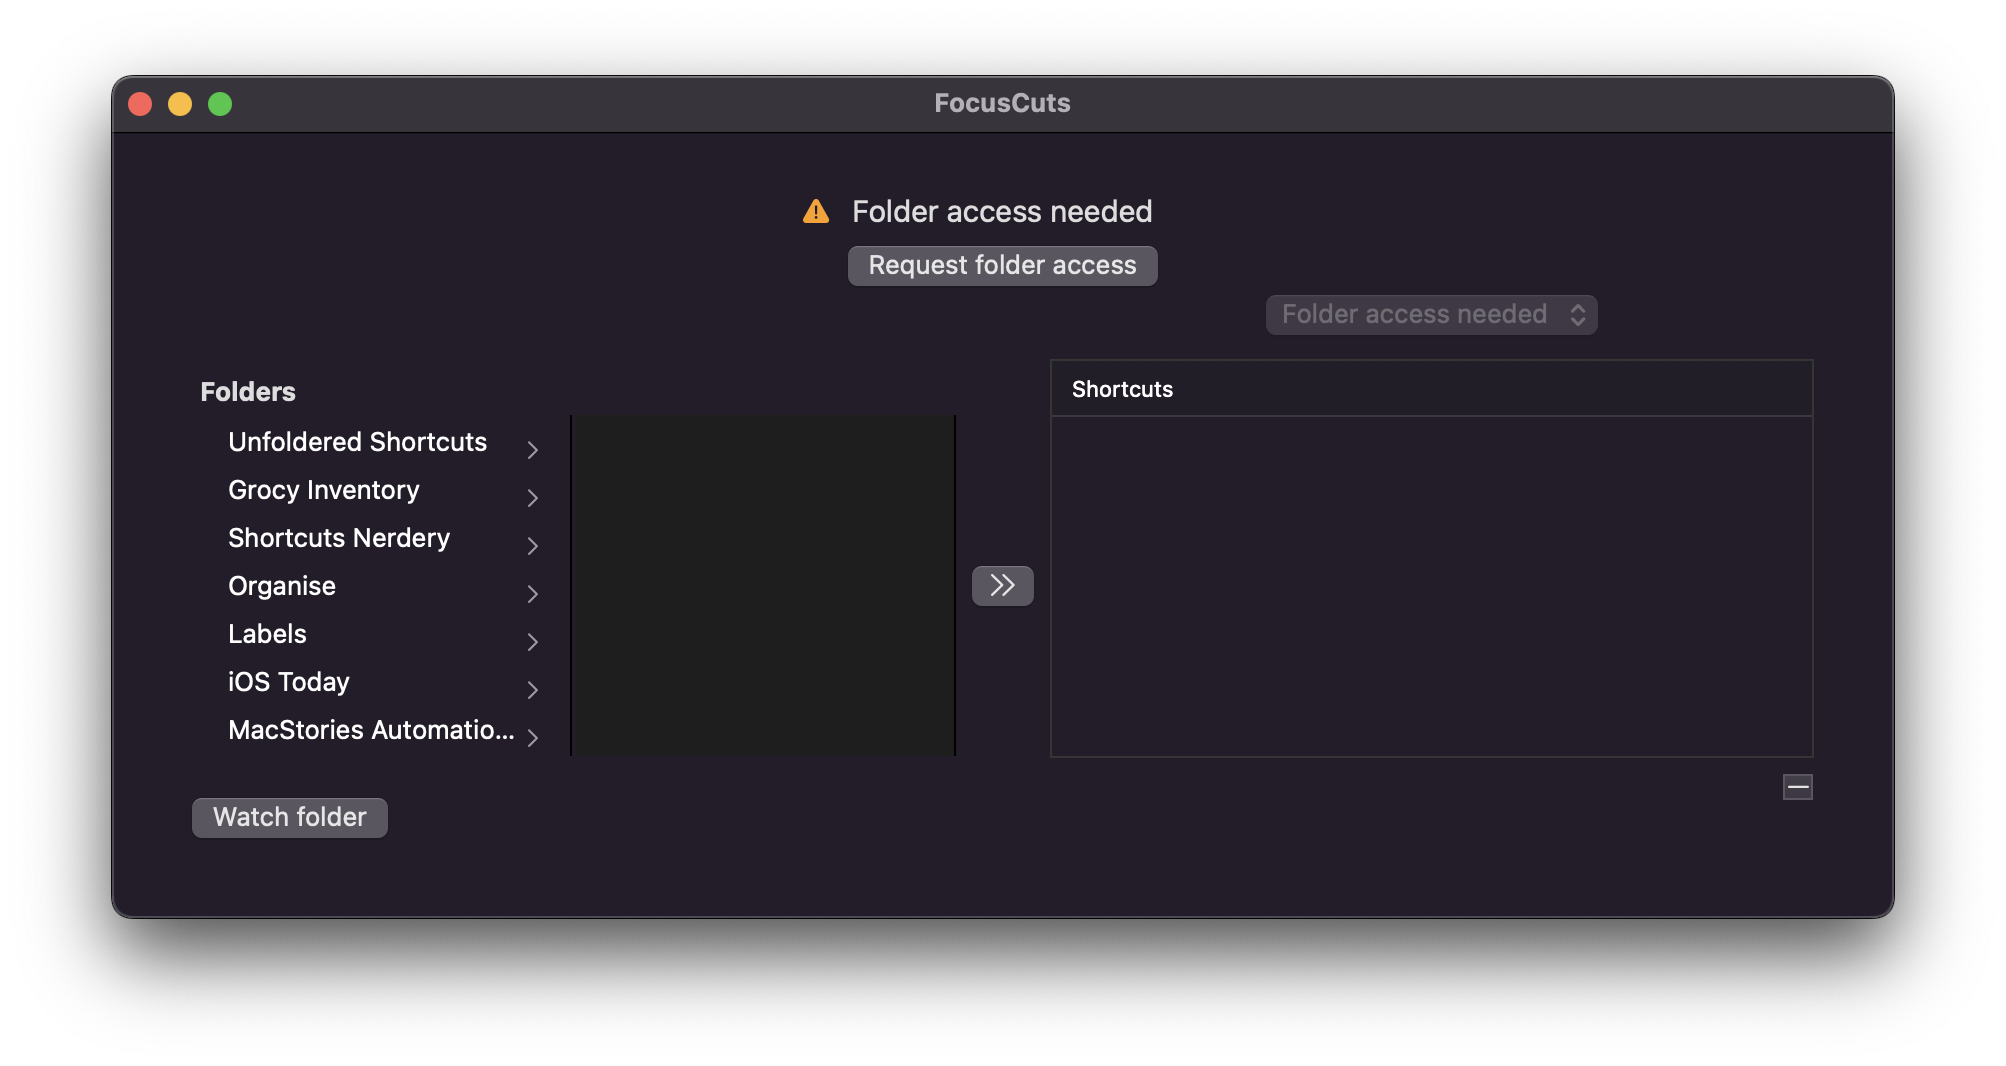 FocusCuts
Folder access needed
Request folder access
Folder access needed
Folders
Shortcuts
Unfoldered Shortcuts
Grocy Inventory
Shortcuts Nerdery
Organise
Labels
iOS Today
MacStories Automatio...
Watch folder